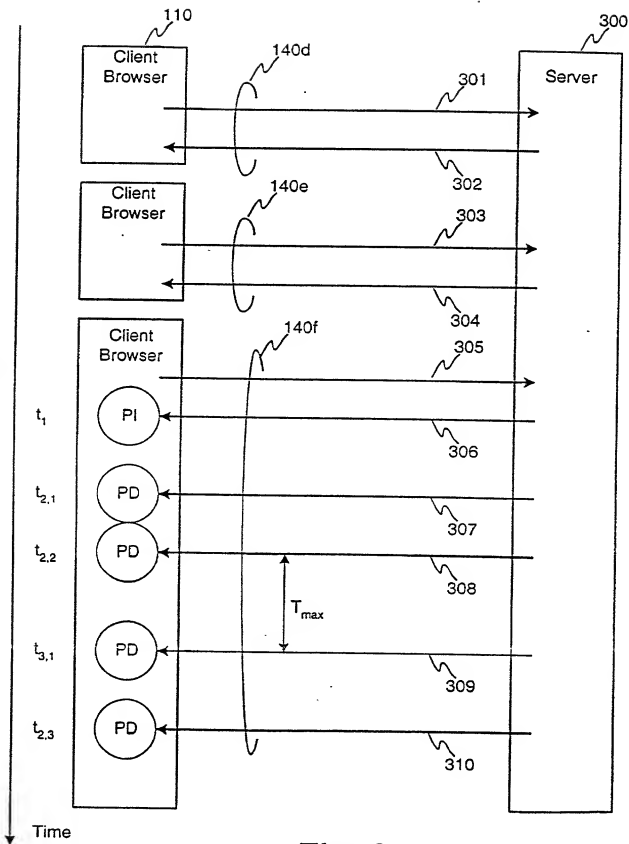 110
300
Client
Browser
140d
301
Server
302
Client
Browser
140e
303
304
Client
Browser
140f
305
t1
PI
306
t2,1
PD
307
t2,2
PD
308
Tmax
t3,1
PD
309
t2,3
PD
310
Time